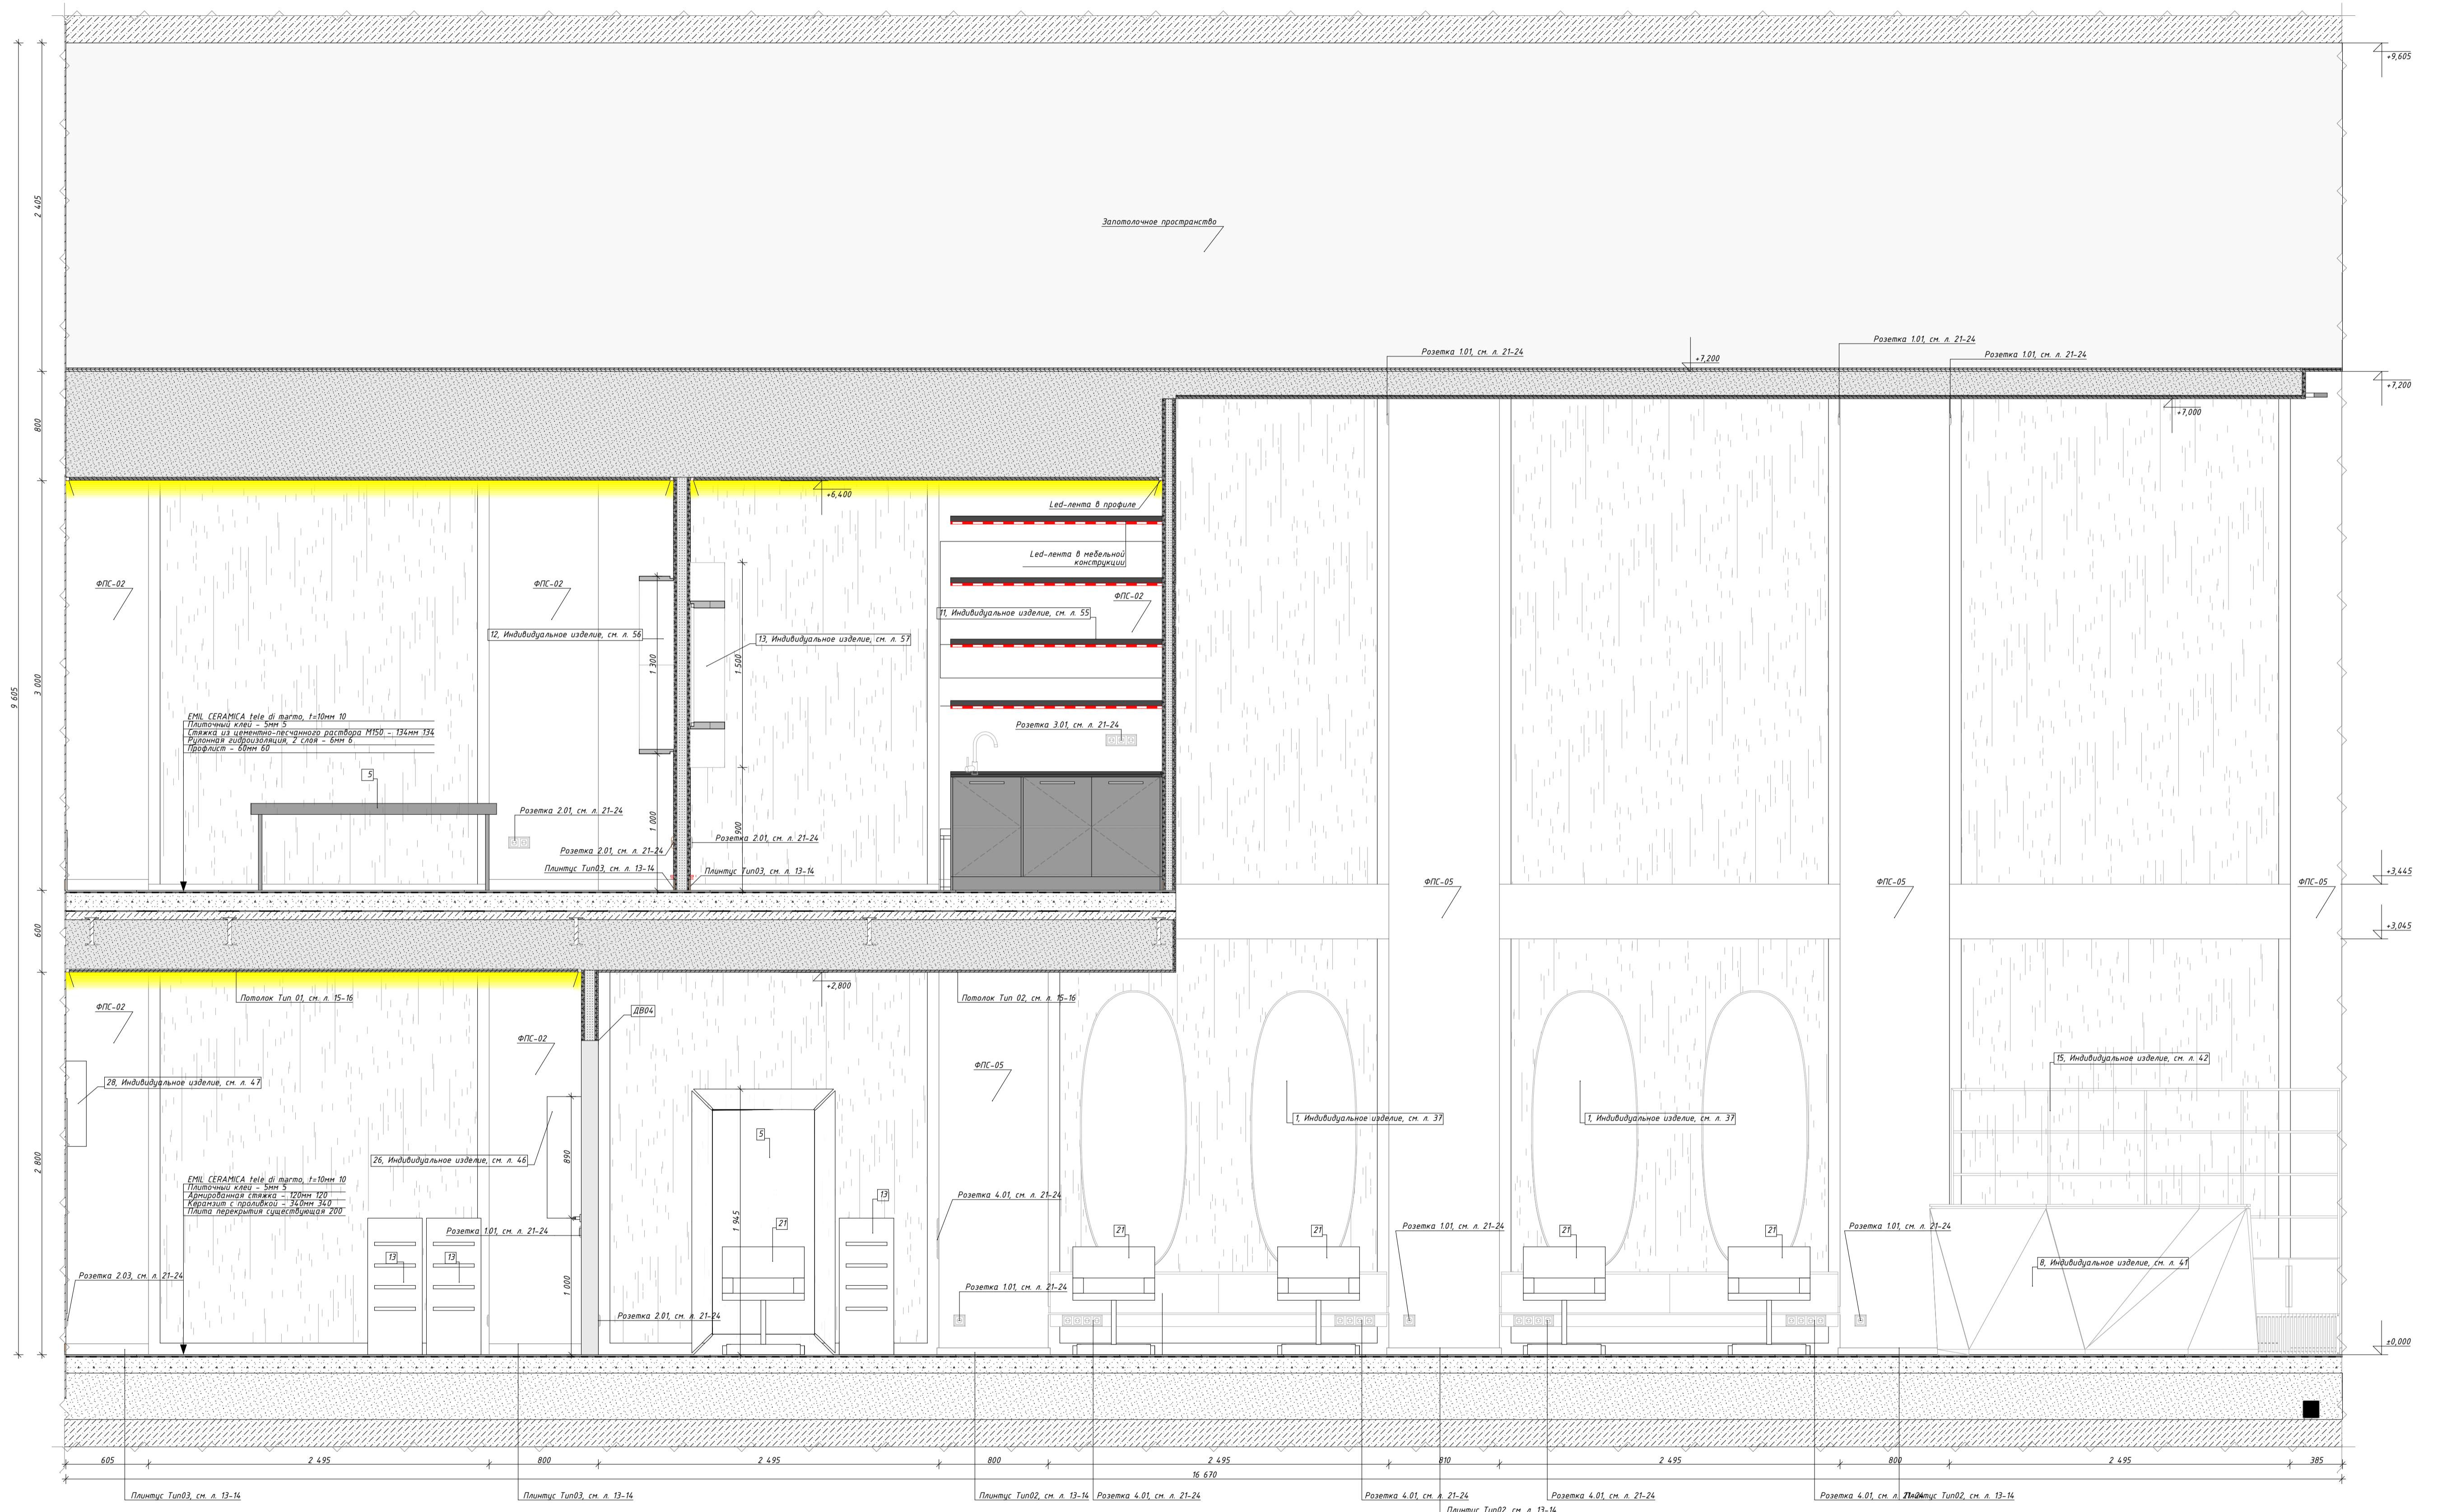 +9,605
2 405
9 605
Запотолочное пространство
Розетка 1.01, см. л. 21-24
Розетка 1.01, см. л. 21-24
Розетка 1.01, см. л. 21-24
+7,200
+7,200
+7,000
800
+6,400
Led-лента в профиле
Led-лента в мебельной
конструкции
ФПС-02
ФПС-02
ФПС-02
11, Индивидуальное изделие, см. л. 55
12, Индивидуальное изделие, см. л. 56
13, Индивидуальное изделие, см. л. 57
1 300
1 500
3 000
EMIL CERAMICA tele di marmo, t=10мм 10
Плиточный клей - 5мм 5
Стяжка из цементно-песчанного раствора М150 - 134мм 134
Рулонная гидроизоляция, 2 слоя - 6мм 6
Профлист - 60мм 60
Розетка 3.01, см. л. 21-24
5
Розетка 2.01, см. л. 21-24
1 000
900
Розетка 2.01, см. л. 21-24
Розетка 2.01, см. л. 21-24
Плинтус Тип03, см. л. 13-14
Плинтус Тип03, см. л. 13-14
ФПС-05
ФПС-05
ФПС-05
+3,445
+3,045
600
+2,800
Потолок Тип 01, см. л. 15-16
Потолок Тип 02, см. л. 15-16
ФПС-02
ДВ04
ФПС-02
ФПС-05
15, Индивидуальное изделие, см. л. 42
28, Индивидуальное изделие, см. л. 47
1, Индивидуальное изделие, см. л. 37
1, Индивидуальное изделие, см. л. 37
5
2 800
890
26, Индивидуальное изделие, см. л. 46
EMIL CERAMICA tele di marmo, t=10мм 10
Плиточный клей - 5мм 5
Армированная стяжка - 120мм 120
Керамзит с проливкой - 340мм 340
Плита перекрытия существующая 200
13
Розетка 4.01, см. л. 21-24
1 945
21
21
21
21
21
Розетка 1.01, см. л. 21-24
Розетка 1.01, см. л. 21-24
Розетка 1.01, см. л. 21-24
13
13
8, Индивидуальное изделие, см. л. 41
Розетка 2.03, см. л. 21-24
1 000
Розетка 1.01, см. л. 21-24
Розетка 2.01, см. л. 21-24
±0,000
605
2 495
800
2 495
800
2 495
810
2 495
800
2 495
385
16 670
Плинтус Тип03, см. л. 13-14
Плинтус Тип03, см. л. 13-14
Плинтус Тип02, см. л. 13-14
Розетка 4.01, см. л. 21-24
Розетка 4.01, см. л. 21-24
Розетка 4.01, см. л. 21-24
Розетка 4.01, см. л. 21-24
Плинтус Тип02, см. л. 13-14
Плинтус Тип02, см. л. 13-14